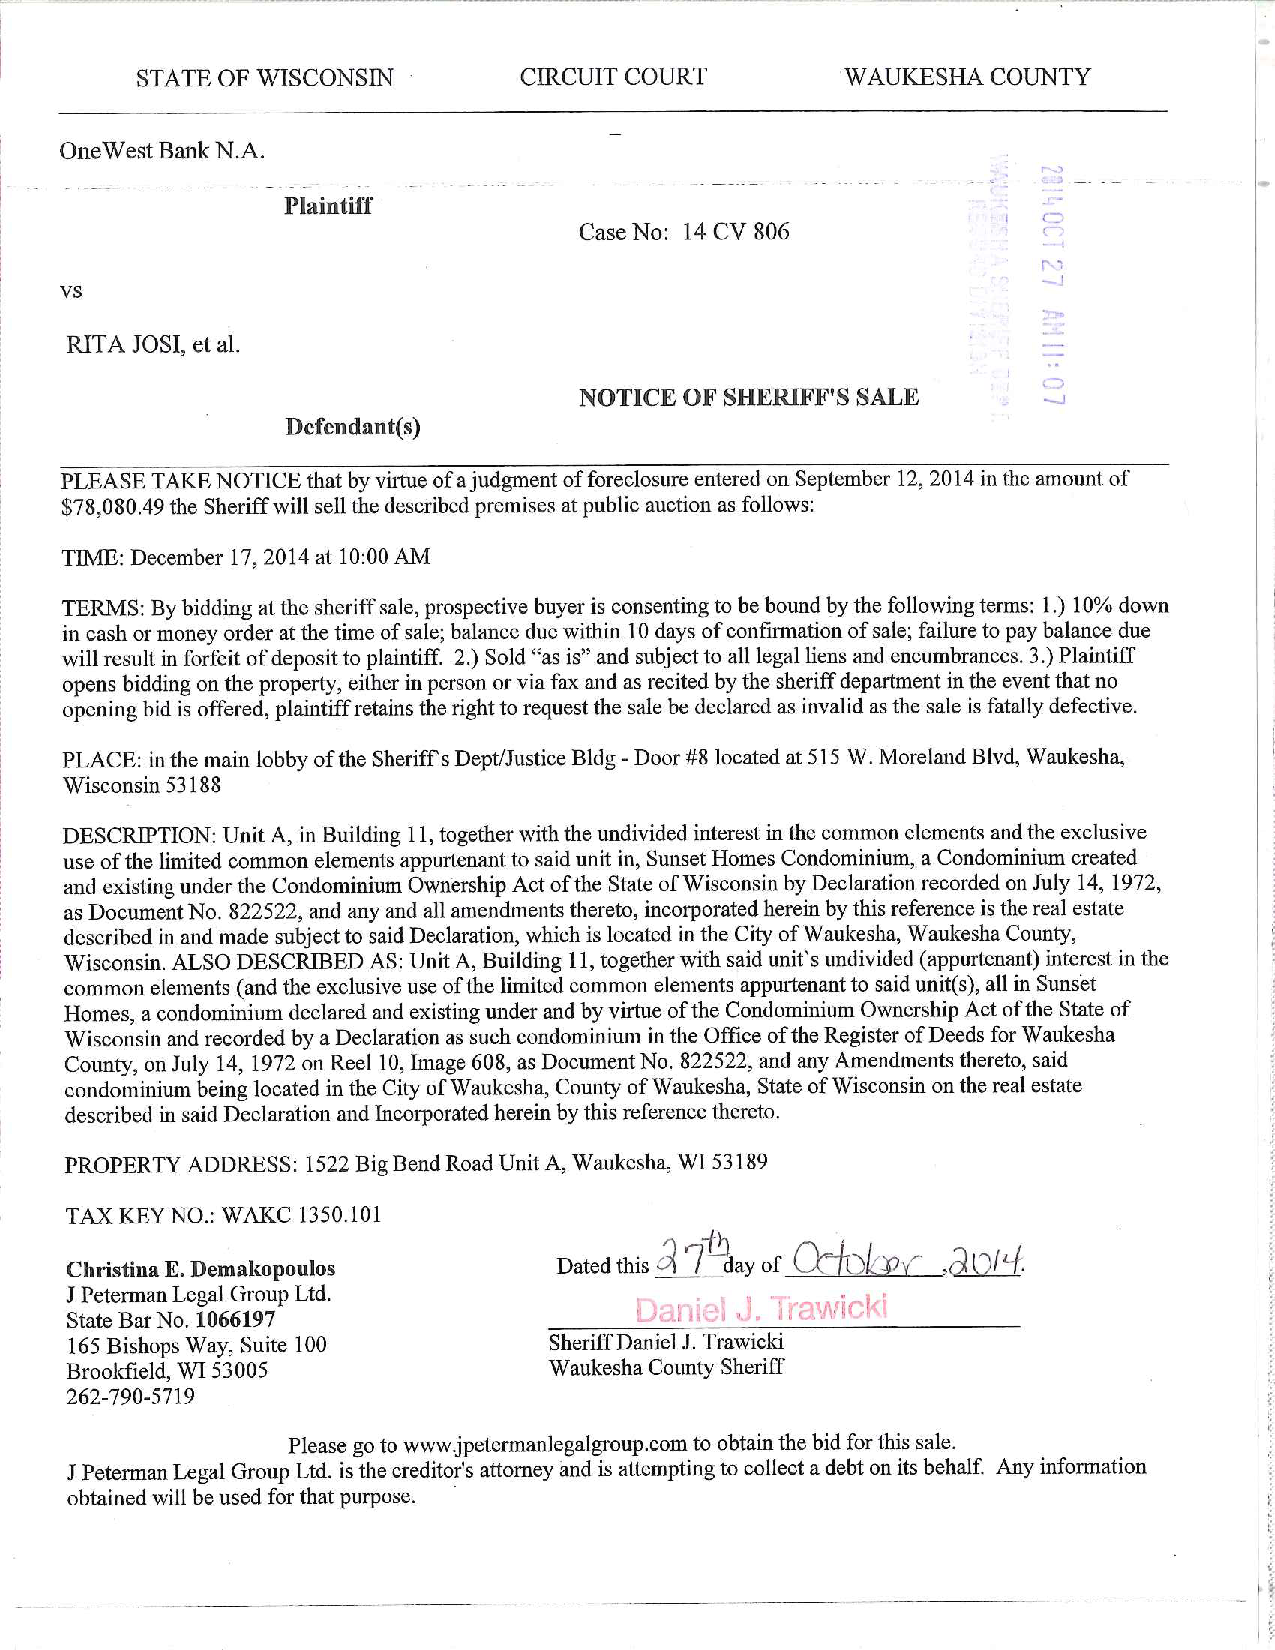 STATE OF WISCONSIN CIRCUIT COURT WAUKESHA COUNTY
OneWest Bank N.A.
Plaintiff
Case No: 14 CV 806
vs
RITA JOSI, et al.
NOTICE OF SHERIFF'S SALE
Defendant(s)
2014 OCT 27 AM 11:07
PLEASE TAKE NOTICE that by virtue of a judgment of foreclosure entered on September 12, 2014 in the amount of
$78,080.49 the Sheriff will sell the described premises at public auction as follows:
TIME: December 17, 2014 at 10:00 AM
TERMS: By bidding at the sheriff sale, prospective buyer is consenting to be bound by the following terms: 1.) 10% down
in cash or money order at the time of sale; balance due within 10 days of confirmation of sale; failure to pay balance due
will result in forfeit of deposit to plaintiff. 2.) Sold “as is” and subject to all legal liens and encumbrances. 3.) Plaintiff
opens bidding on the property, either in person or via fax and as recited by the sheriff department in the event that no
opening bid is offered, plaintiff retains the right to request the sale be declared as invalid as the sale is fatally defective.
PLACE: in the main lobby of the Sheriff's Dept/Justice Bldg - Door #8 located at 515 W. Moreland Blvd, Waukesha,
Wisconsin 53188
DESCRIPTION: Unit A, in Building 11, together with the undivided interest in the common elements and the exclusive
use of the limited common elements appurtenant to said unit in, Sunset Homes Condominium, a Condominium created
and existing under the Condominium Ownership Act of the State of Wisconsin by Declaration recorded on July 14, 1972,
as Document No. 822522, and any and all amendments thereto, incorporated herein by this reference is the real estate
described in and made subject to said Declaration, which is located in the City of Waukesha, Waukesha County,
Wisconsin. ALSO DESCRIBED AS: Unit A, Building 11, together with said unit's undivided (appurtenant) interest in the
common elements (and the exclusive use of the limited common elements appurtenant to said unit(s), all in Sunset
Homes, a condominium declared and existing under and by virtue of the Condominium Ownership Act of the State of
Wisconsin and recorded by a Declaration as such condominium in the Office of the Register of Deeds for Waukesha
County, on July 14, 1972 on Reel 10, Image 608, as Document No. 822522, and any Amendments thereto, said
condominium being located in the City of Waukesha, County of Waukesha, State of Wisconsin on the real estate
described in said Declaration and Incorporated herein by this reference thereto.
PROPERTY ADDRESS: 1522 Big Bend Road Unit A, Waukesha, WI 53189
TAX KEY NO.: WAKC 1350.101
Dated this 27th day of October, 2014.
Christina E. Demakopoulos
J Peterman Legal Group Ltd.
State Bar No. 1066197
165 Bishops Way, Suite 100
Brookfield, WI 53005
262-790-5719
Daniel J. Trawicki
Sheriff Daniel J. Trawicki
Waukesha County Sheriff
Please go to www.jpetermanlegalgroup.com to obtain the bid for this sale.
J Peterman Legal Group Ltd. is the creditor's attorney and is attempting to collect a debt on its behalf. Any information
obtained will be used for that purpose.